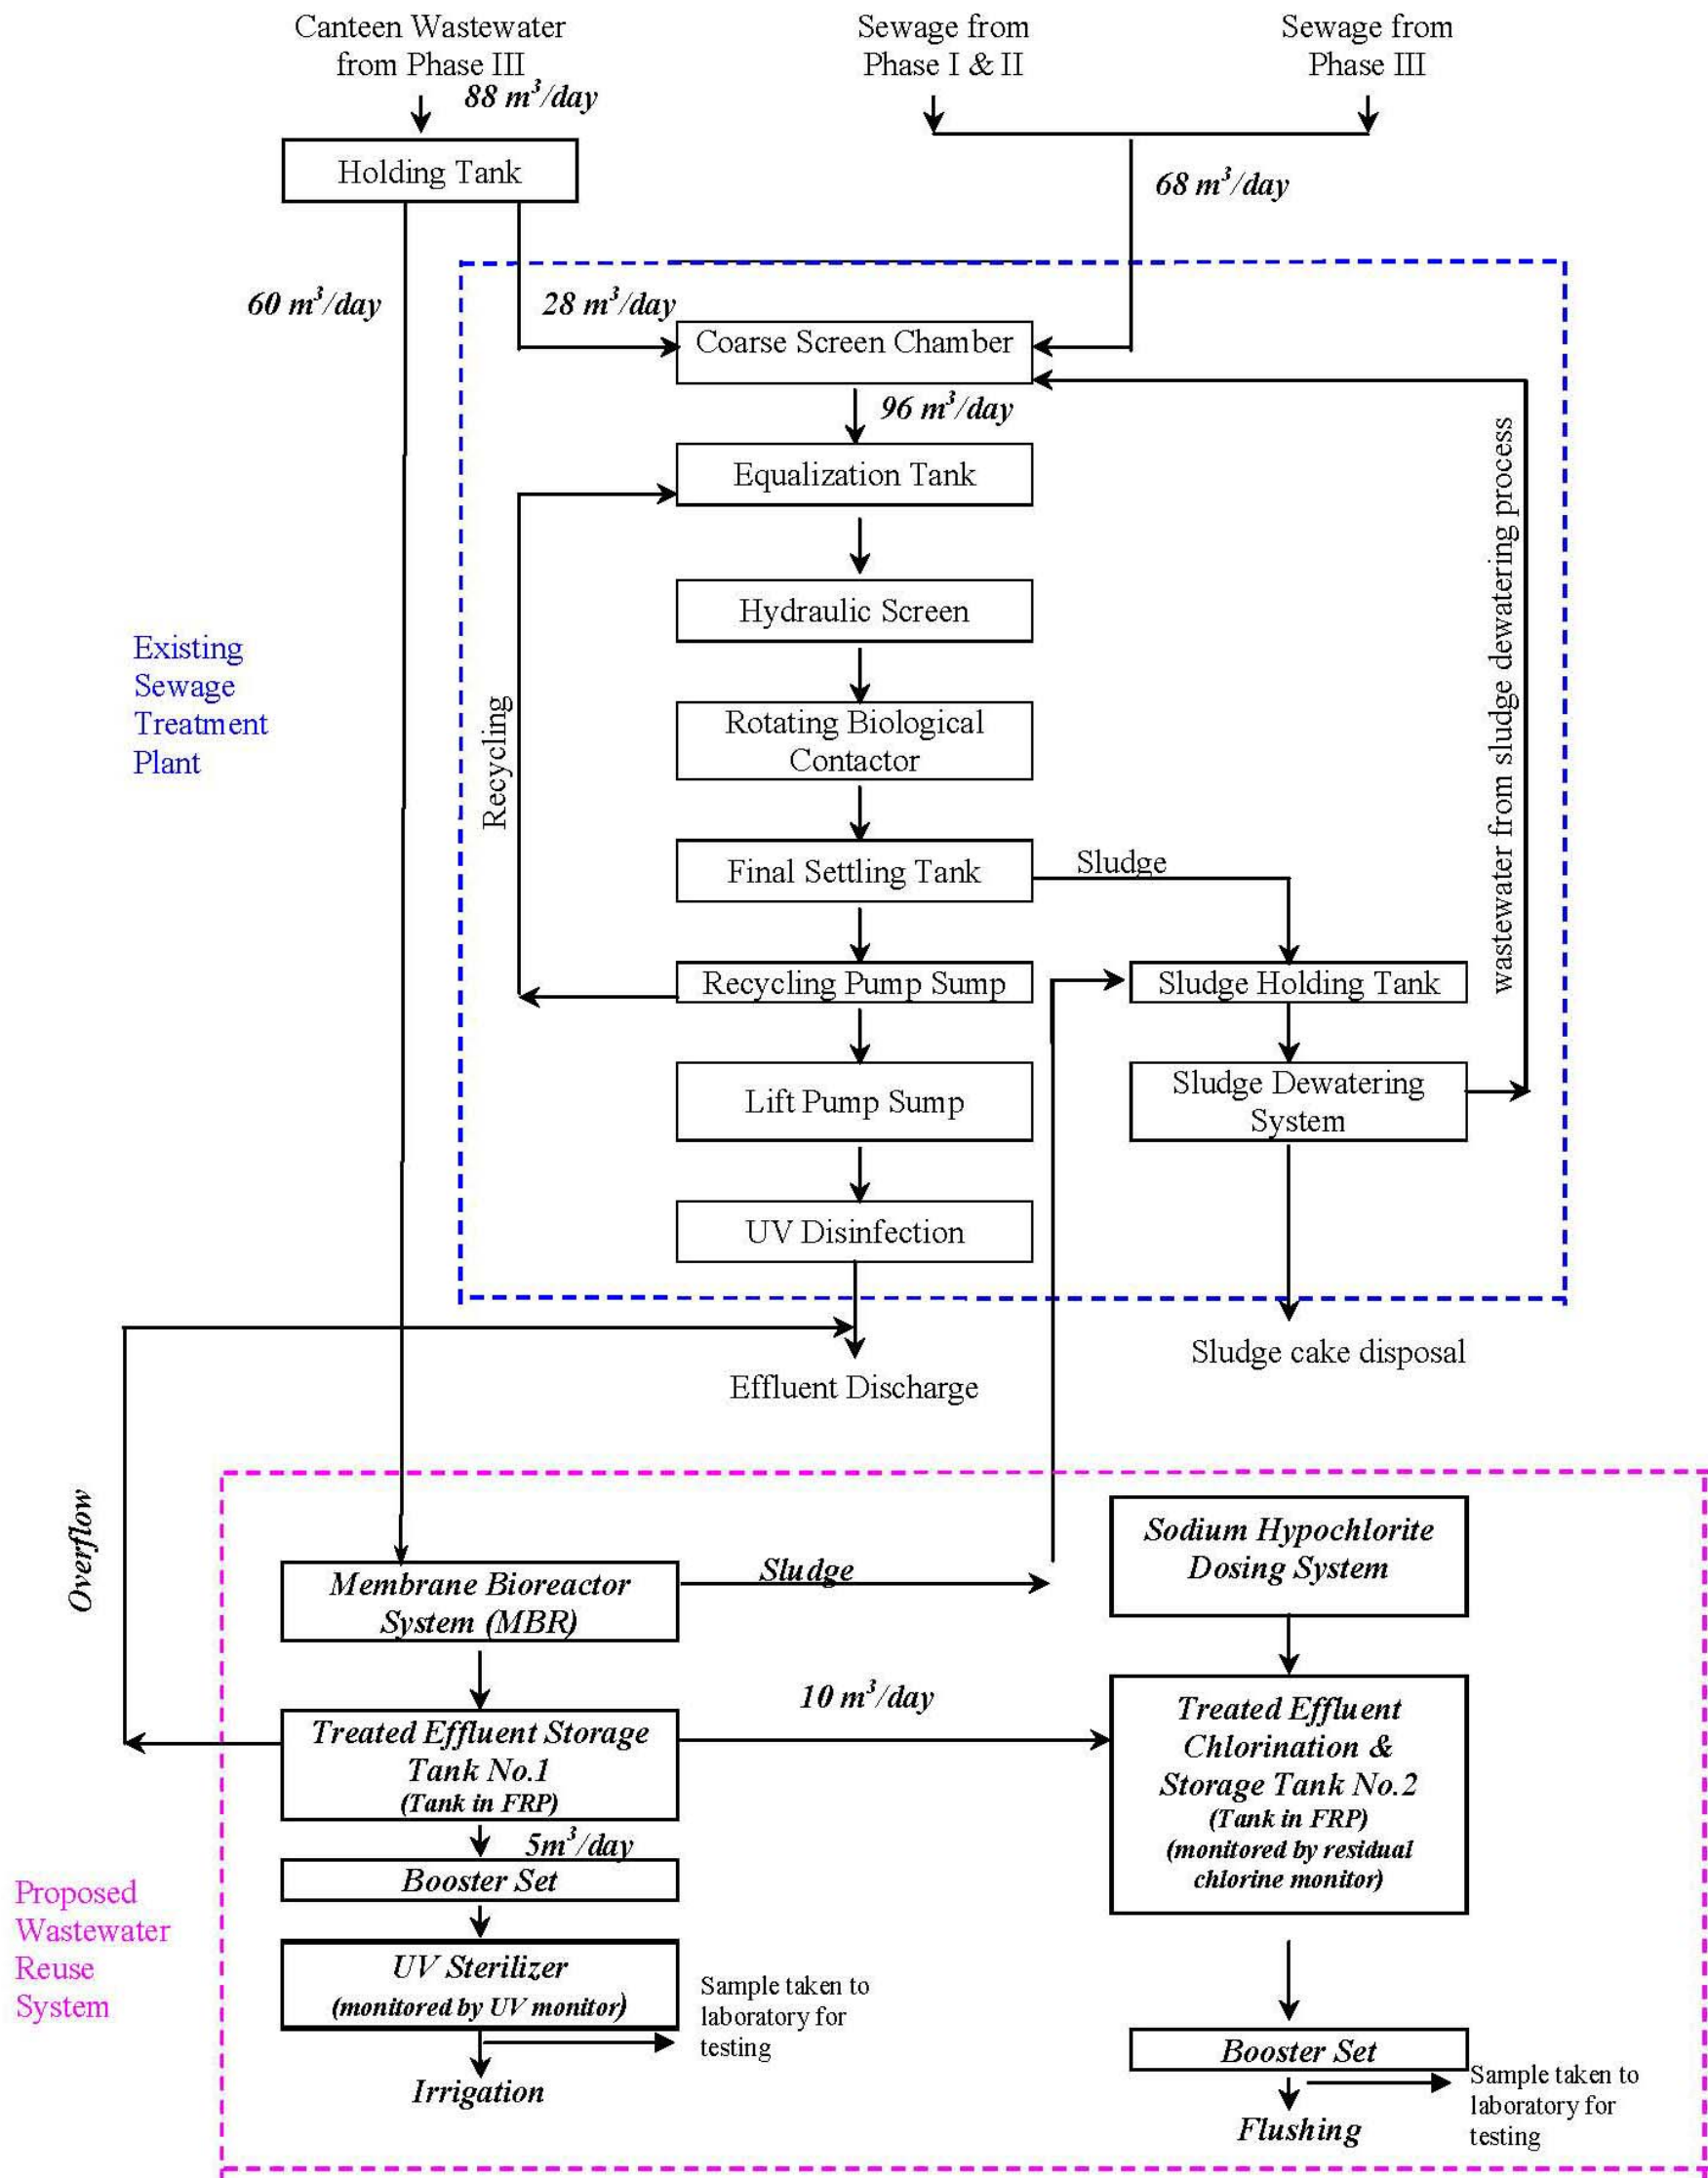 Canteen Wastewater
from Phase III
Sewage from
Phase I & II
Sewage from
Phase III
88 m³/day
Holding Tank
68 m³/day
60 m³/day
28 m³/day
Coarse Screen Chamber
96 m³/day
Equalization Tank
Hydraulic Screen
Existing
Sewage
Treatment
Plant
Rotating Biological
Contactor
Recycling
wastewater from sludge dewatering process
Final Settling Tank
Sludge
Recycling Pump Sump
Sludge Holding Tank
Lift Pump Sump
Sludge Dewatering
System
UV Disinfection
Effluent Discharge
Sludge cake disposal
Overflow
Membrane Bioreactor
System (MBR)
Sludge
Sodium Hypochlorite
Dosing System
10 m³/day
Treated Effluent Storage
Tank No.1
(Tank in FRP)
Treated Effluent
Chlorination &
Storage Tank No.2
(Tank in FRP)
(monitored by residual
chlorine monitor)
5m³/day
Booster Set
Proposed
Wastewater
Reuse
System
UV Sterilizer
(monitored by UV monitor)
Sample taken to
laboratory for
testing
Irrigation
Booster Set
Sample taken to
laboratory for
testing
Flushing